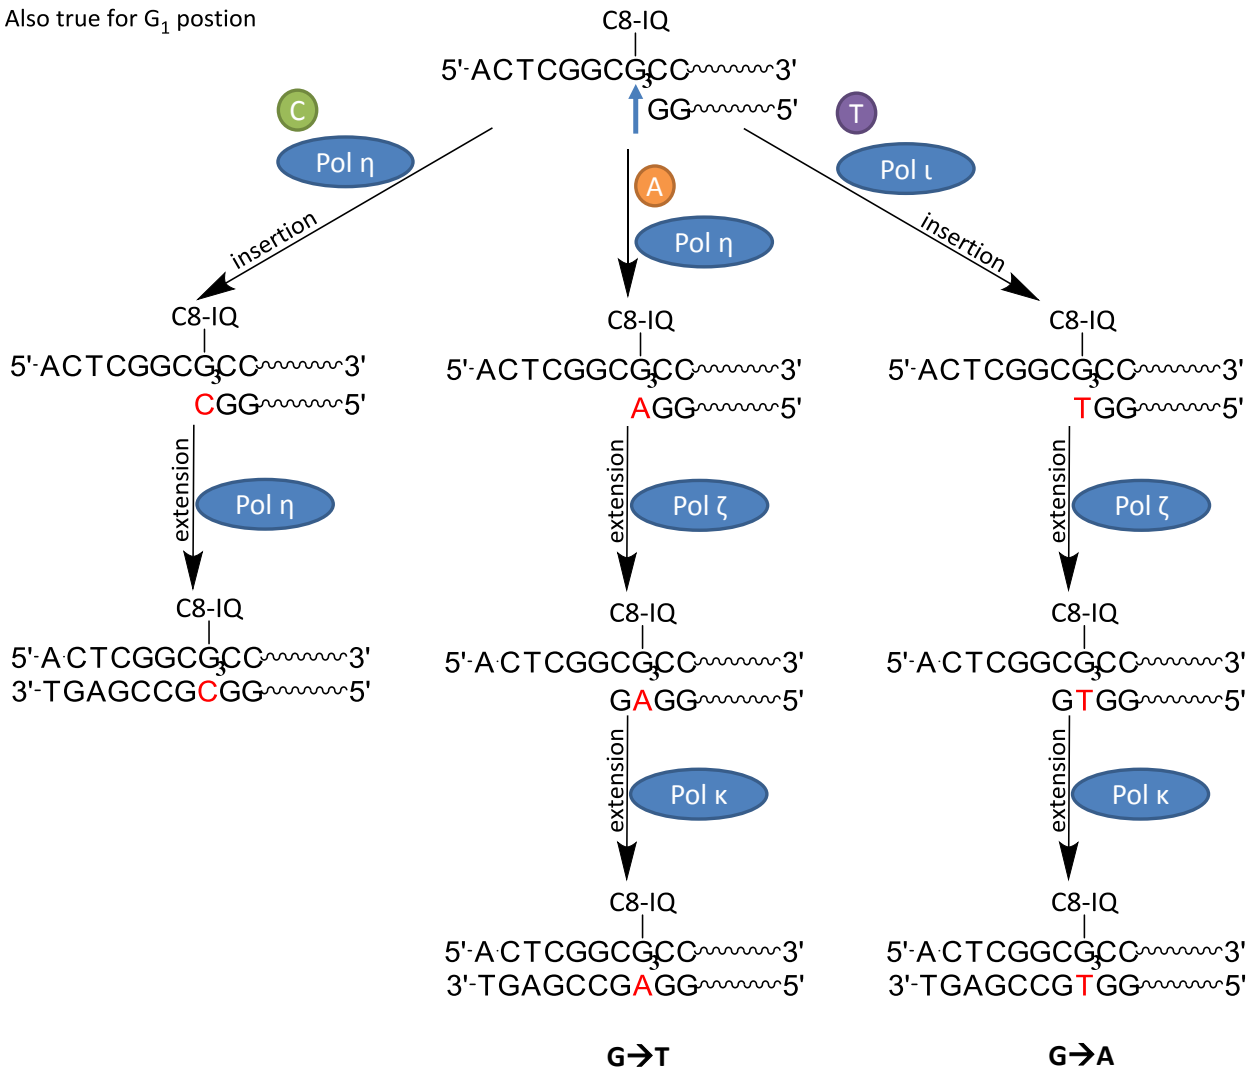 Also true for G1 postion
C8-IQ
5'-ACTCGGCG3CC 3'
GG 5'
C
Pol η
insertion
A
Pol η
T
Pol ι
insertion
C8-IQ
5'-ACTCGGCG3CC 3'
CGG 5'
C8-IQ
5'-ACTCGGCG3CC 3'
AGG 5'
C8-IQ
5'-ACTCGGCG3CC 3'
TGG 5'
extension
Pol η
extension
Pol ζ
extension
Pol ζ
C8-IQ
5'-ACTCGGCG3CC 3'
3'-TGAGCCGCGG 5'
C8-IQ
5'-ACTCGGCG3CC 3'
GAGG 5'
C8-IQ
5'-ACTCGGCG3CC 3'
GTGG 5'
extension
Pol κ
extension
Pol κ
C8-IQ
5'-ACTCGGCG3CC 3'
3'-TGAGCCGAGG 5'
C8-IQ
5'-ACTCGGCG3CC 3'
3'-TGAGCCGTGG 5'
G→T
G→A